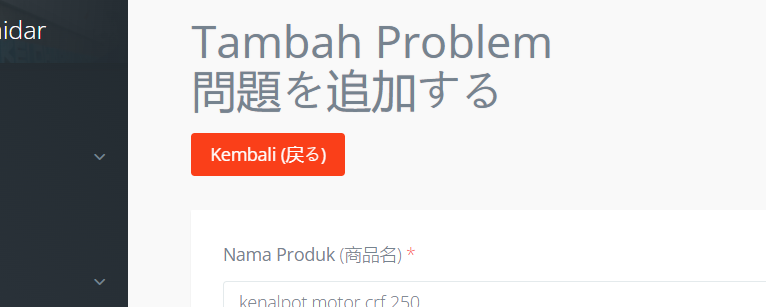 idar
Tambah Problem
問題を追加する
Kembali (戻る)
Nama Produk (商品名) *
kenalpot motor crf 250